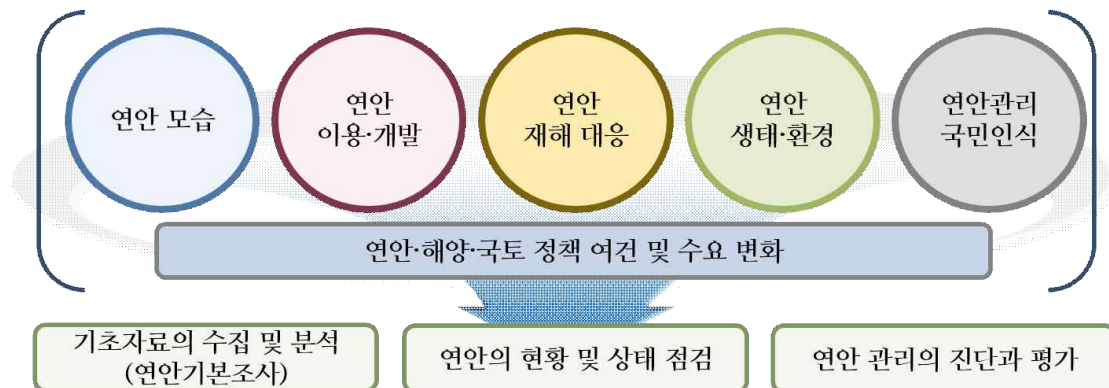 연안 모습
연안
이용·개발
연안
재해 대응
연안
생태·환경
연안관리
국민인식
연안·해양·국토 정책 여건 및 수요 변화
기초자료의 수집 및 분석
(연안기본조사)
연안의 현황 및 상태 점검
연안 관리의 진단과 평가